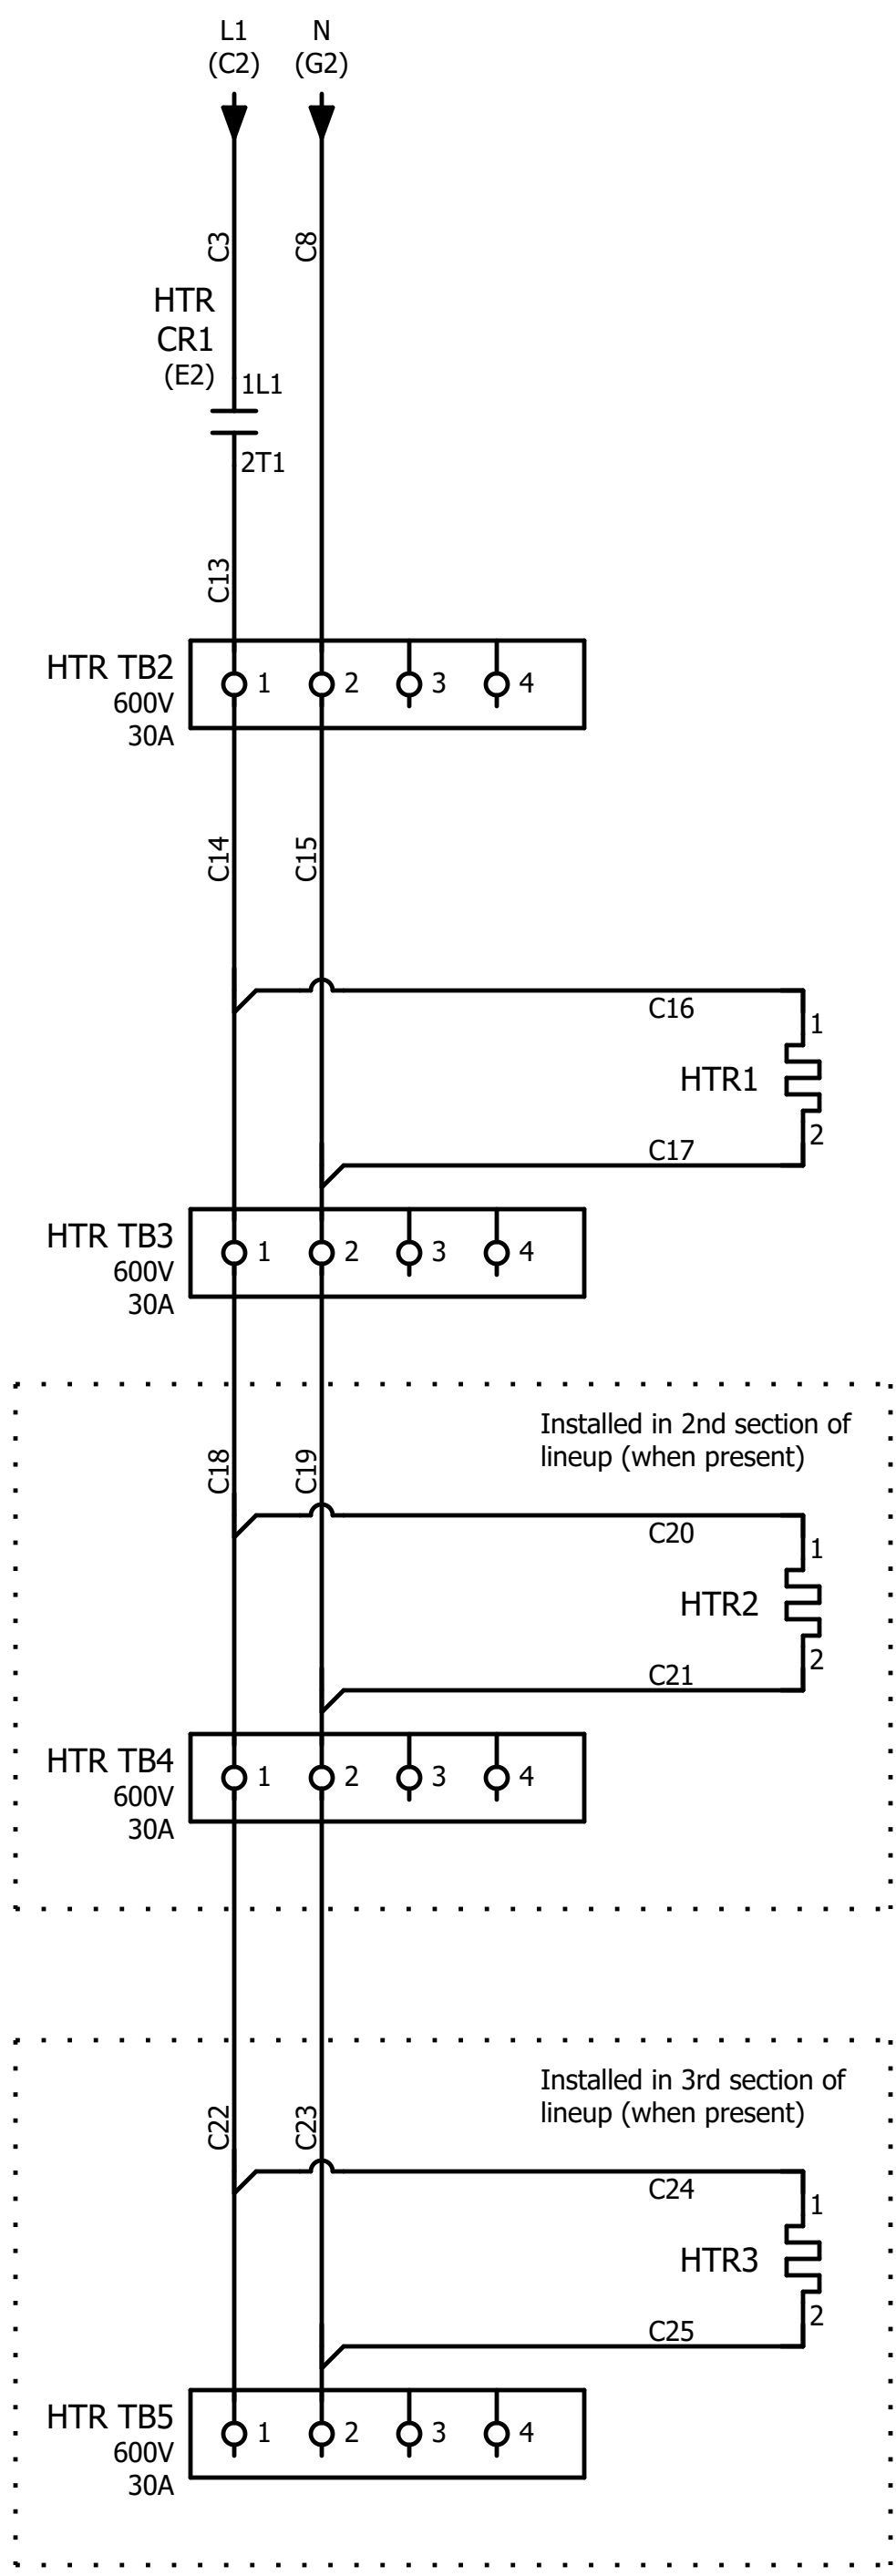 L1
(C2)
N
(G2)
C3
C8
HTR
CR1
(E2)
1L1
2T1
C13
HTR TB2
600V
30A
1
2
3
4
C14
C15
C16
1
HTR1
2
C17
HTR TB3
600V
30A
1
2
3
4
Installed in 2nd section of
lineup (when present)
C18
C19
C20
1
HTR2
2
C21
HTR TB4
600V
30A
1
2
3
4
Installed in 3rd section of
lineup (when present)
C22
C23
C24
1
HTR3
2
C25
HTR TB5
600V
30A
1
2
3
4